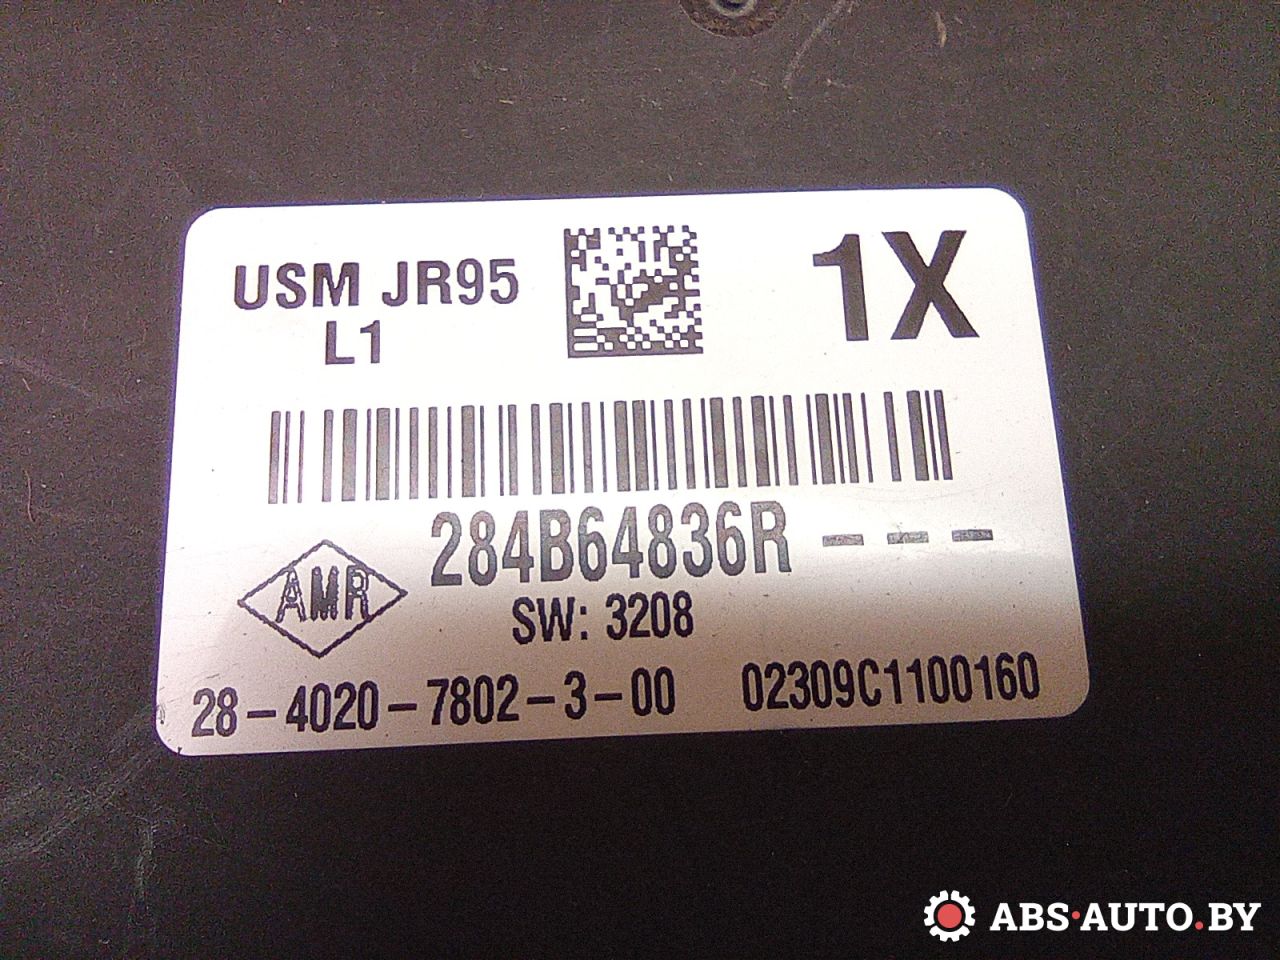 USM JR95
L1
1X
284B64836R - - -
AMR
SW: 3208
28-4020-7802-3-00 02309C1100160
ABS·AUTO.BY